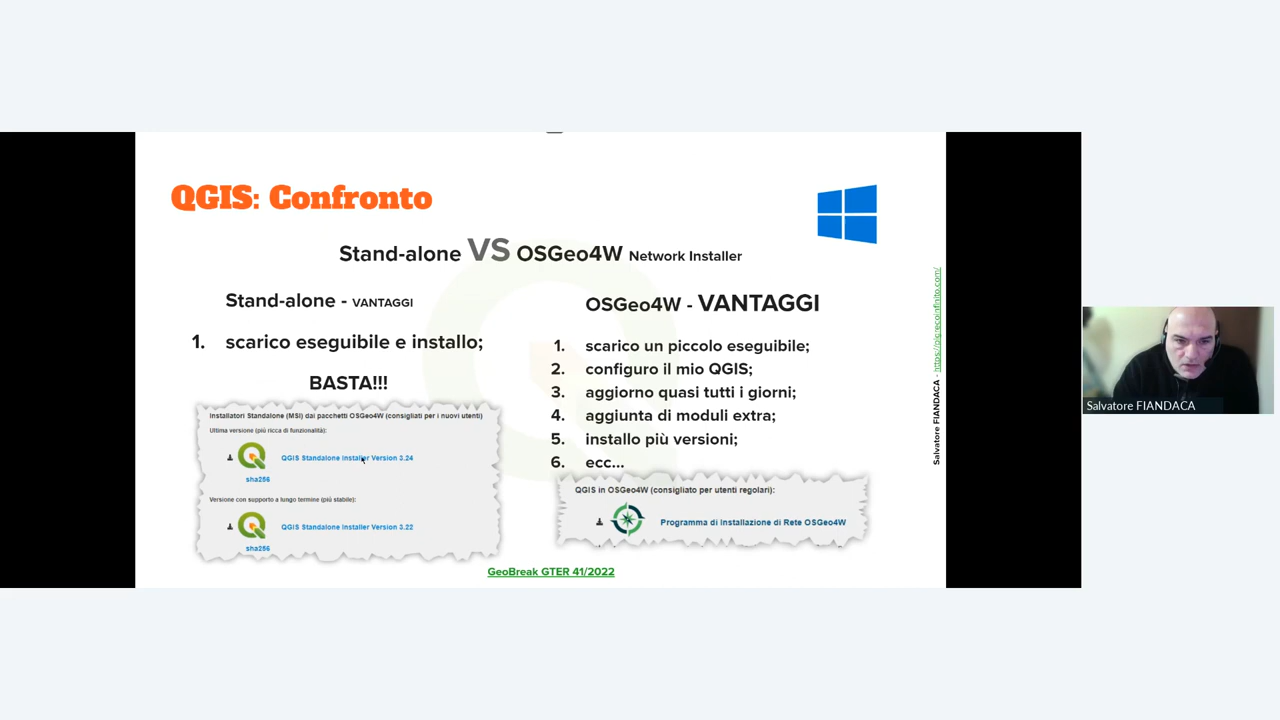 QGIS: Confronto
Stand-alone VS OSGeo4W Network Installer
Stand-alone - VANTAGGI
1. scarico eseguibile e installo;
BASTA!!!
Installatori Standalone (MSI) dai pacchetti OSGeo4W (consigliati per i nuovi utenti)
Ultima versione (più ricca di funzionalità):
QGIS Standalone Installer Version 3.24
sha256
Versione con supporto a lungo termine (più stabile):
QGIS Standalone Installer Version 3.22
sha256
OSGeo4W - VANTAGGI
1. scarico un piccolo eseguibile;
2. configuro il mio QGIS;
3. aggiorno quasi tutti i giorni;
4. aggiunta di moduli extra;
5. installo più versioni;
6. ecc...
QGIS in OSGeo4W (consigliato per utenti regolari):
Programma di Installazione di Rete OSGeo4W
GeoBreak GTER 41/2022
Salvatore FIANDACA - https://pigrecoinfinito.com/
Salvatore FIANDACA